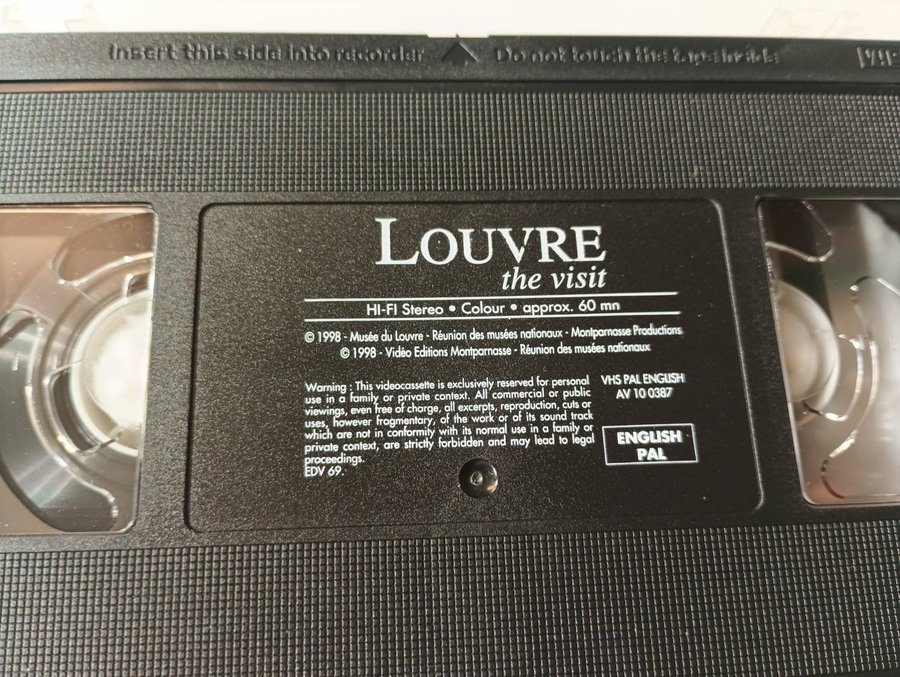 Insert this side into recorder Do not touch the tape inside
LOUVRE
the visit
HI-FI Stereo • Colour • approx. 60 mn
© 1998 - Musée du Louvre - Réunion des musées nationaux - Montparnasse Productions
© 1998 - Vidéo Editions Montparnasse - Réunion des musées nationaux
Warning : This videocassette is exclusively reserved for personal
use in a family or private context. All commercial or public
viewings, even free of charge, all excerpts, reproduction, cuts or
uses, however fragmentary, of the work or of its sound track
which are not in conformity with its normal use in a family or
private context, are strictly forbidden and may lead to legal
proceedings.
EDV 69.
VHS PAL ENGLISH
AV 10 0387
ENGLISH
PAL